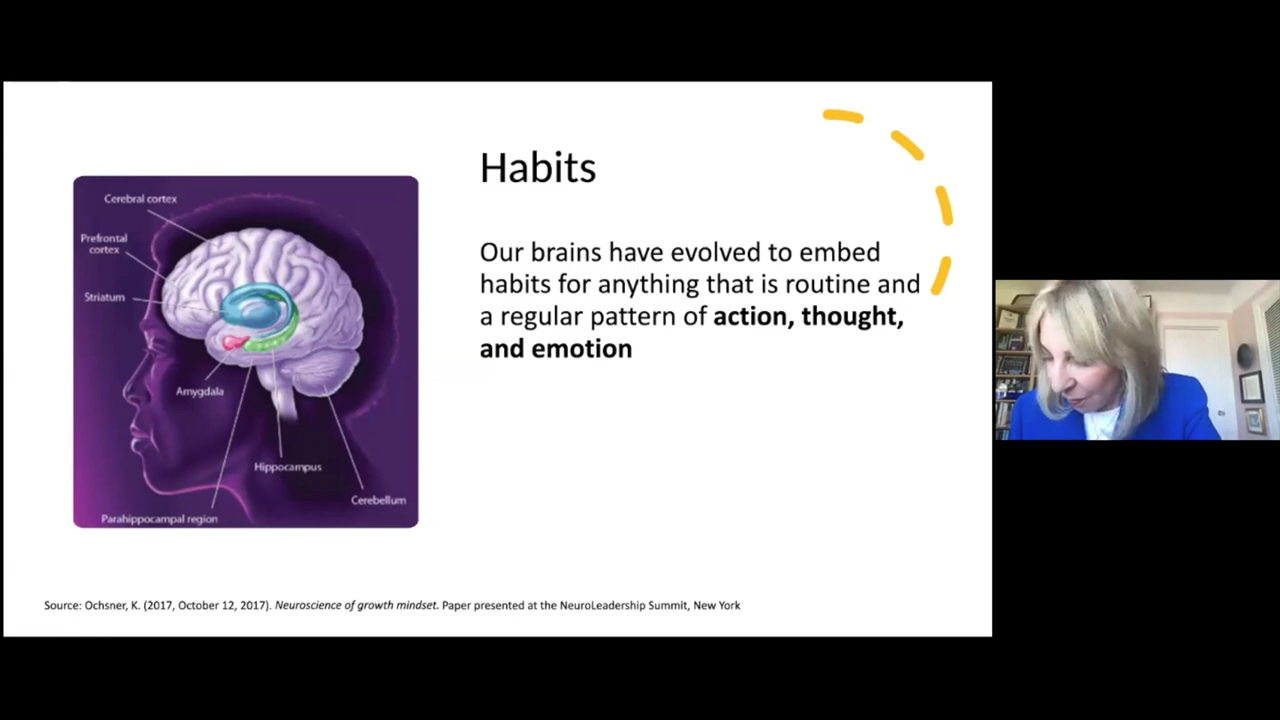 Habits
Our brains have evolved to embed
habits for anything that is routine and
a regular pattern of action, thought,
and emotion
Cerebral cortex
Prefrontal
cortex
Striatum
Amygdala
Hippocampus
Cerebellum
Parahippocampal region
Source: Ochsner, K. (2017, October 12, 2017). Neuroscience of growth mindset. Paper presented at the NeuroLeadership Summit, New York